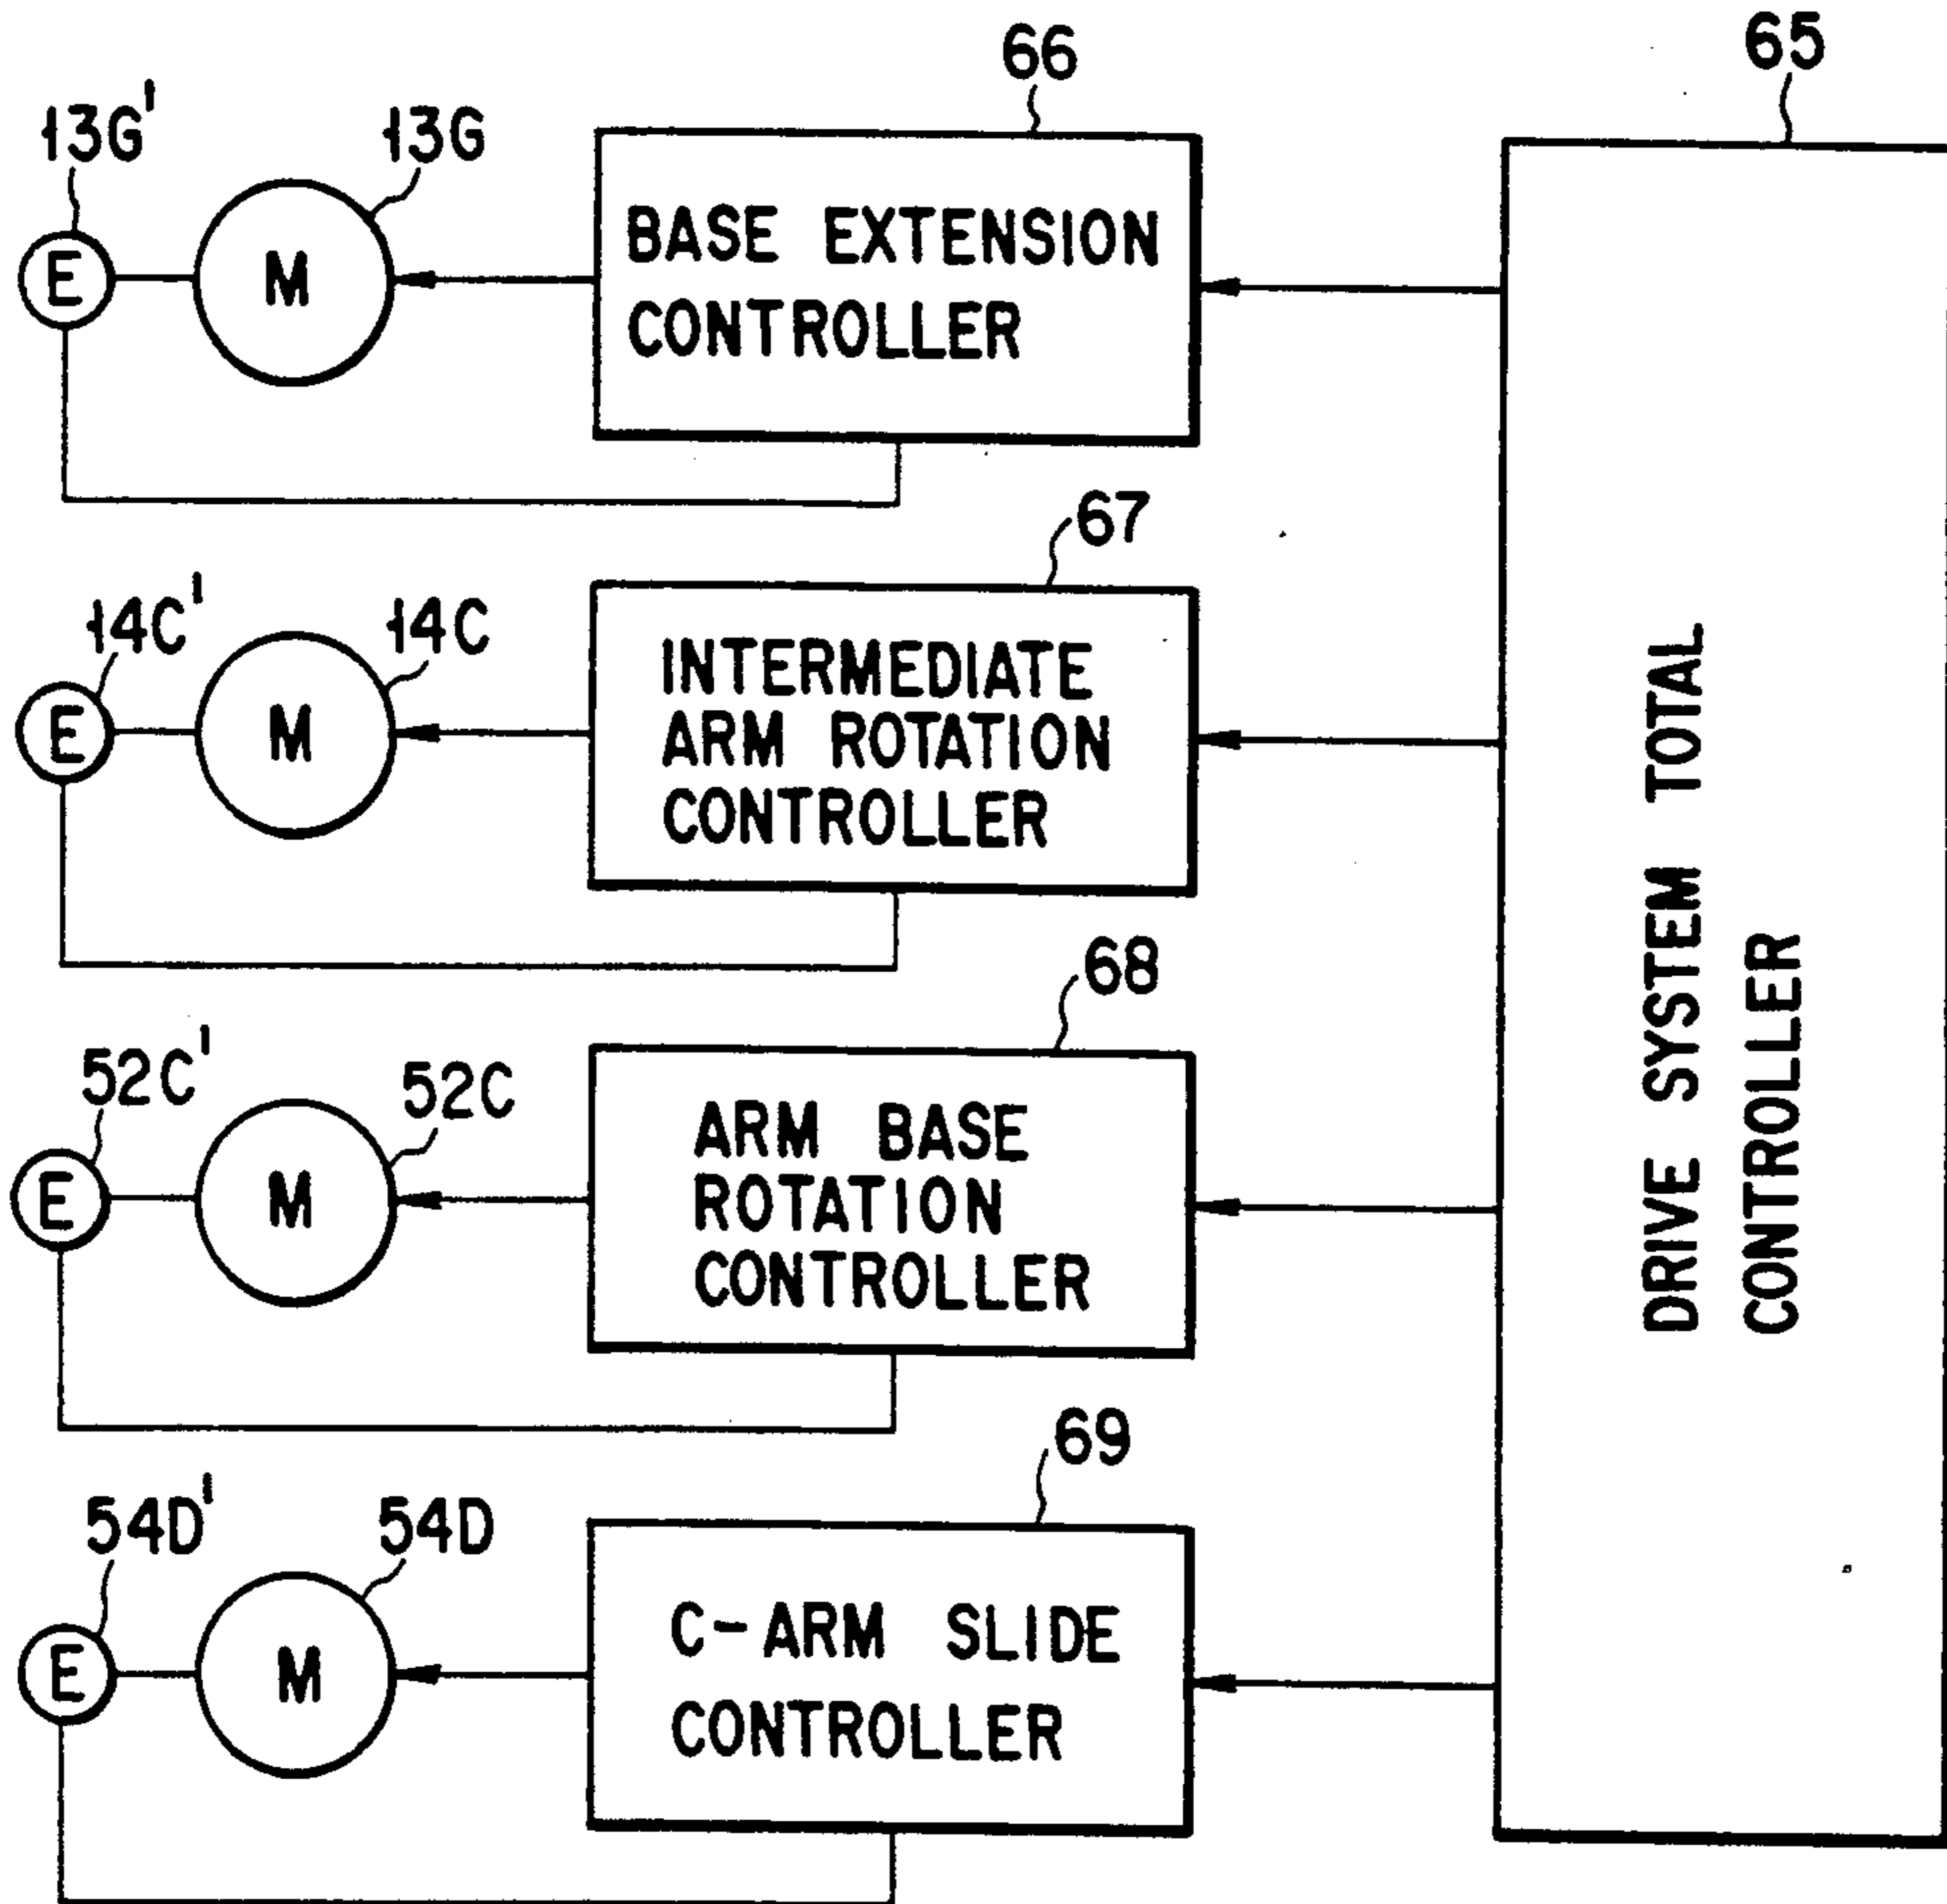 66
65
13G'
13G
E
M
BASE EXTENSION
CONTROLLER
67
14C'
14C
E
M
INTERMEDIATE
ARM ROTATION
CONTROLLER
68
52C'
52C
E
M
ARM BASE
ROTATION
CONTROLLER
69
54D'
54D
E
M
C-ARM SLIDE
CONTROLLER
DRIVE SYSTEM TOTAL
CONTROLLER